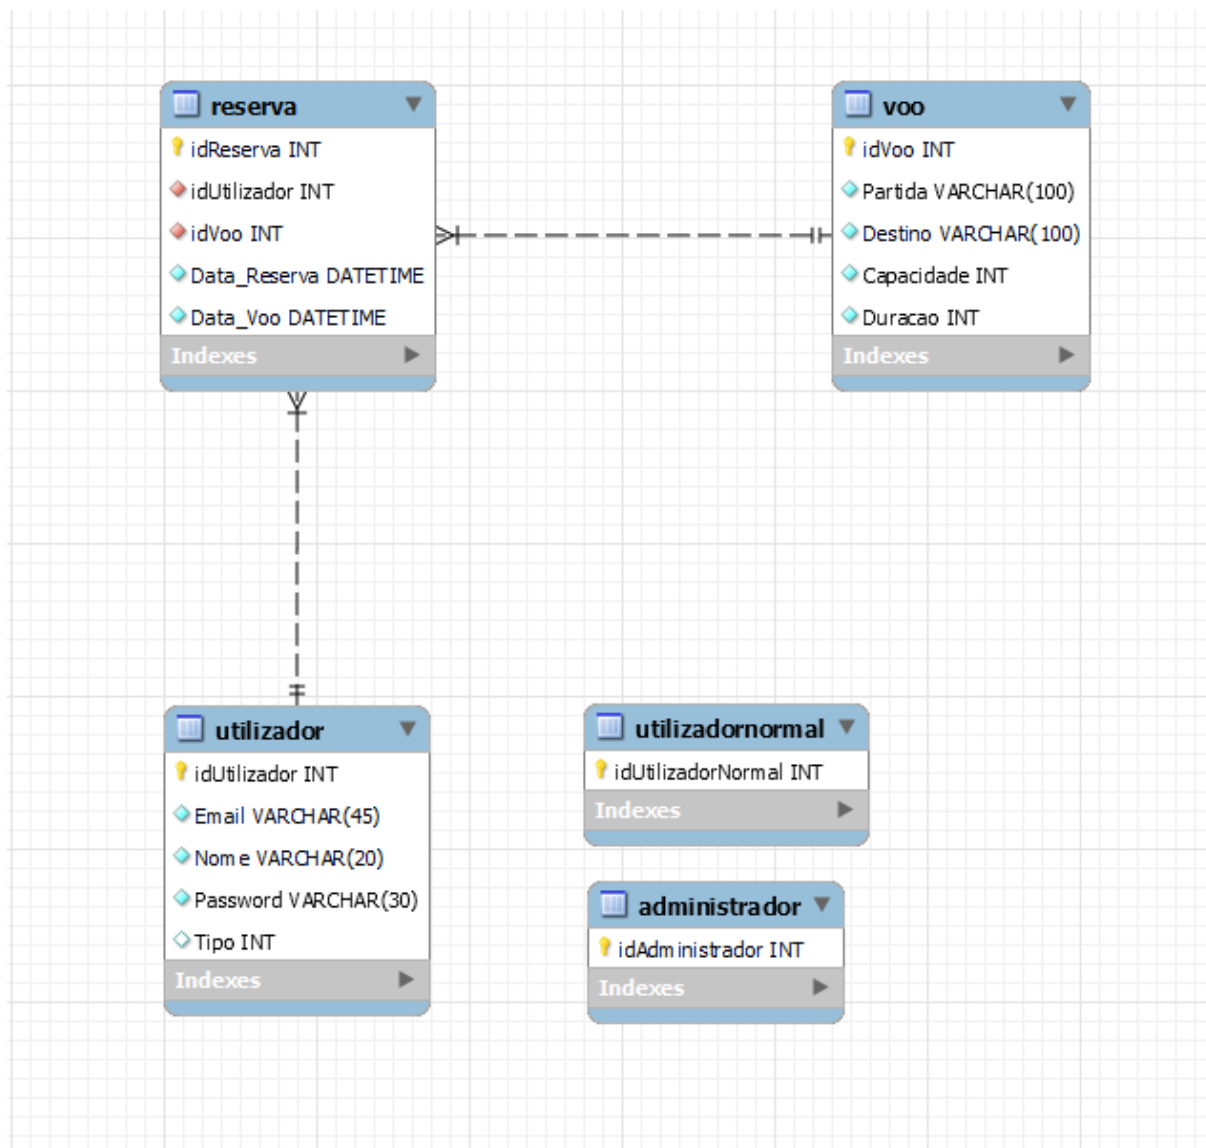 reserva
idReserva INT
idUtilizador INT
idVoo INT
Data_Reserva DATETIME
Data_Voo DATETIME
Indexes
voo
idVoo INT
Partida VARCHAR(100)
Destino VARCHAR(100)
Capacidade INT
Duracao INT
Indexes
utilizador
idUtilizador INT
Email VARCHAR(45)
Nome VARCHAR(20)
Password VARCHAR(30)
Tipo INT
Indexes
utilizadornormal
idUtilizadorNormal INT
Indexes
administrador
idAdministrador INT
Indexes